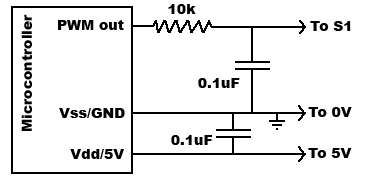 Microcontroller
PWM out
10k
To S1
0.1uF
Vss/GND
To 0V
0.1uF
Vdd/5V
To 5V